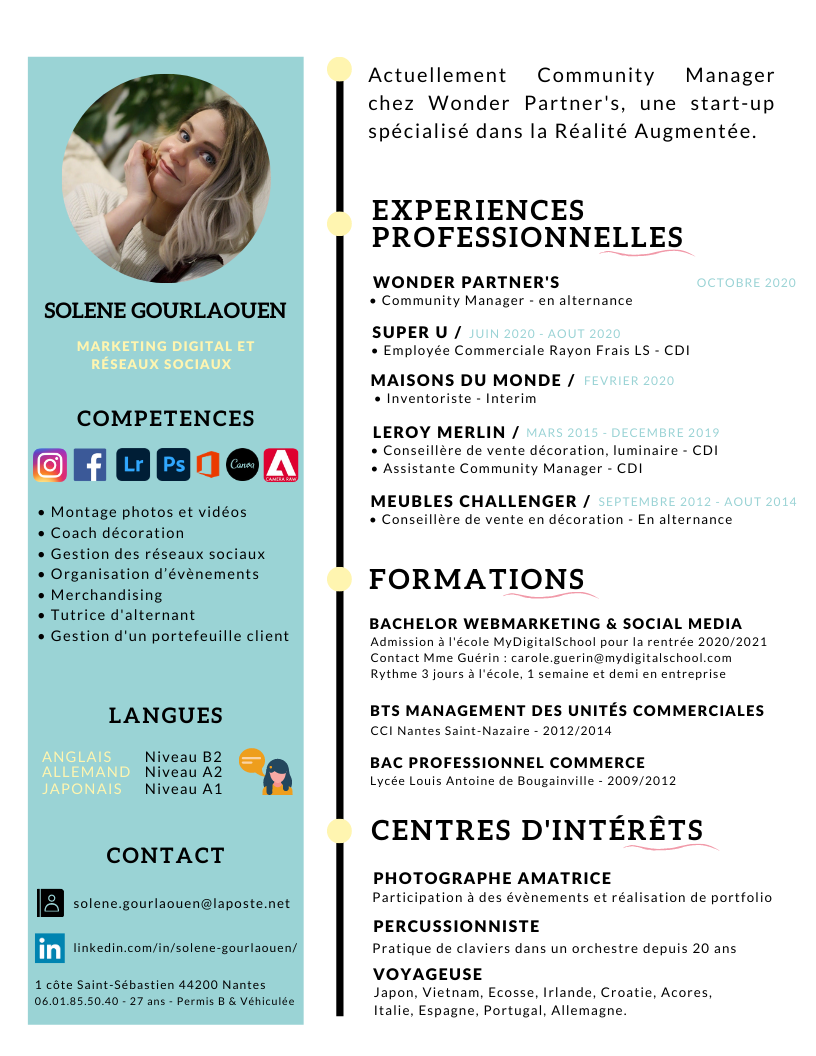 SOLENE GOURLAOUEN
MARKETING DIGITAL ET
RÉSEAUX SOCIAUX
COMPETENCES
Lr Ps Canva CAMERA RAW
• Montage photos et vidéos
• Coach décoration
• Gestion des réseaux sociaux
• Organisation d'évènements
• Merchandising
• Tutrice d'alternant
• Gestion d'un portefeuille client
LANGUES
ANGLAIS Niveau B2
ALLEMAND Niveau A2
JAPONAIS Niveau A1
CONTACT
solene.gourlaouen@laposte.net
in linkedin.com/in/solene-gourlaouen/
1 côte Saint-Sébastien 44200 Nantes
06.01.85.50.40 - 27 ans - Permis B & Véhiculée
Actuellement Community Manager
chez Wonder Partner's, une start-up
spécialisé dans la Réalité Augmentée.
EXPERIENCES
PROFESSIONNELLES
WONDER PARTNER'S OCTOBRE 2020
• Community Manager - en alternance
SUPER U / JUIN 2020 - AOUT 2020
• Employée Commerciale Rayon Frais LS - CDI
MAISONS DU MONDE / FEVRIER 2020
• Inventoriste - Interim
LEROY MERLIN / MARS 2015 - DECEMBRE 2019
• Conseillère de vente décoration, luminaire - CDI
• Assistante Community Manager - CDI
MEUBLES CHALLENGER / SEPTEMBRE 2012 - AOUT 2014
• Conseillère de vente en décoration - En alternance
FORMATIONS
BACHELOR WEBMARKETING & SOCIAL MEDIA
Admission à l'école MyDigitalSchool pour la rentrée 2020/2021
Contact Mme Guérin : carole.guerin@mydigitalschool.com
Rythme 3 jours à l'école, 1 semaine et demi en entreprise
BTS MANAGEMENT DES UNITÉS COMMERCIALES
CCI Nantes Saint-Nazaire - 2012/2014
BAC PROFESSIONNEL COMMERCE
Lycée Louis Antoine de Bougainville - 2009/2012
CENTRES D'INTÉRÊTS
PHOTOGRAPHE AMATRICE
Participation à des évènements et réalisation de portfolio
PERCUSSIONNISTE
Pratique de claviers dans un orchestre depuis 20 ans
VOYAGEUSE
Japon, Vietnam, Ecosse, Irlande, Croatie, Acores,
Italie, Espagne, Portugal, Allemagne.